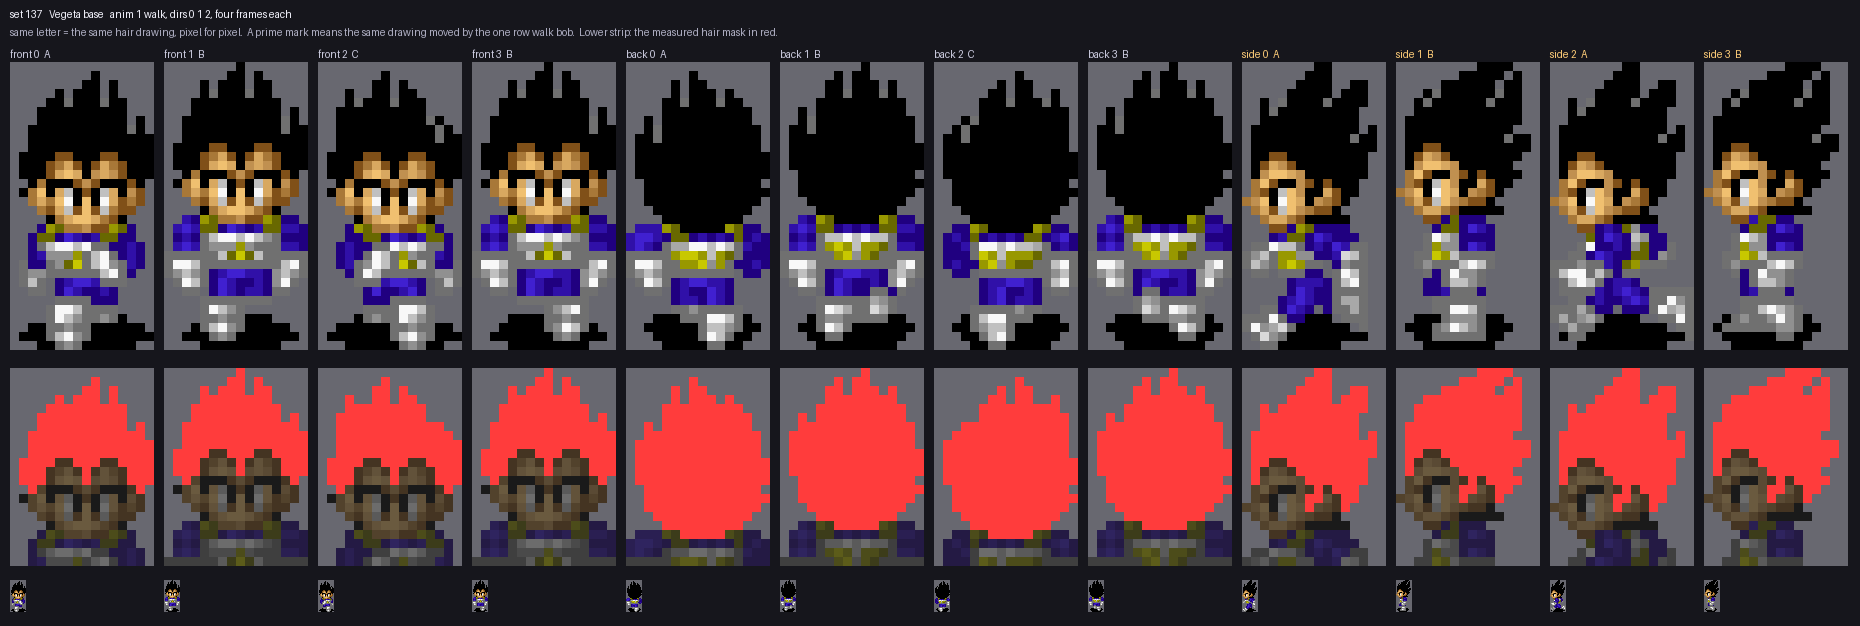 set 137 Vegeta base anim 1 walk, dirs 0 1 2, four frames each
same letter = the same hair drawing, pixel for pixel. A prime mark means the same drawing moved by the one row walk bob. Lower strip: the measured hair mask in red.
front 0 A front 1 B front 2 C front 3 B back 0 A back 1 B back 2 C back 3 B side 0 A side 1 B side 2 A side 3 B